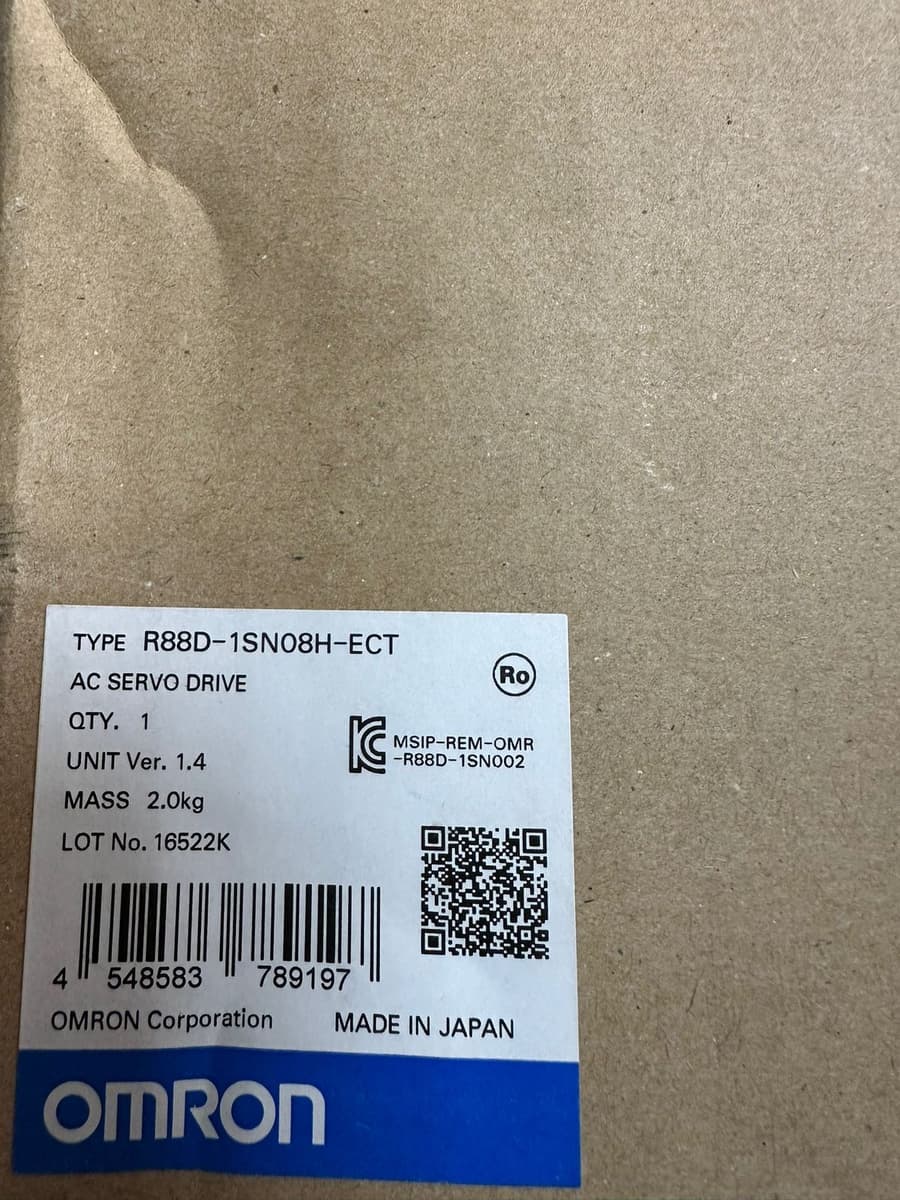 TYPE R88D-1SN08H-ECT
AC SERVO DRIVE
Ro
QTY. 1
MSIP-REM-OMR
-R88D-1SN002
UNIT Ver. 1.4
MASS 2.0kg
LOT No. 16522K
4 548583 789197
OMRON Corporation MADE IN JAPAN
OMRON